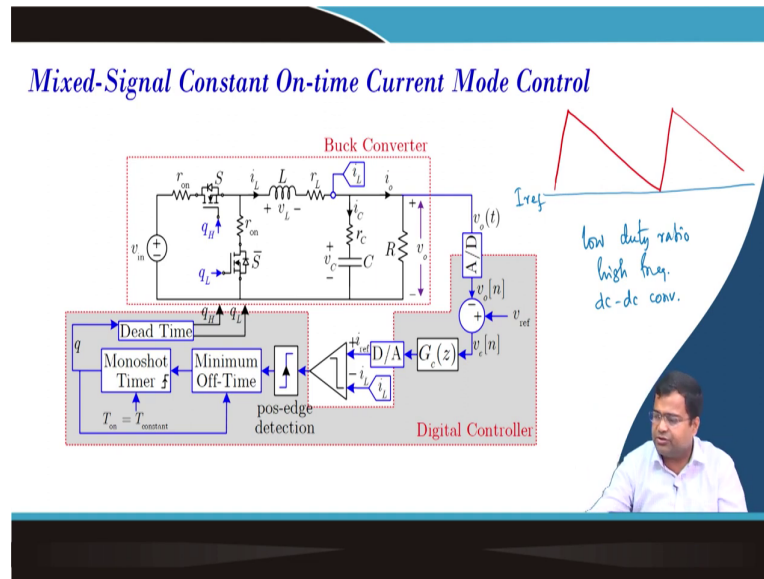 Mixed-Signal Constant On-time Current Mode Control
Buck Converter
r_on S i_L L r_L i_L i_o
+ v_L −
q_H
v_in + −
r_on
i_c
r_c
+ v_c −
C
R
+ v_o −
q_L
S̅
v_o(t)
A/D
v_o[n]
− +
v_ref
v_e[n]
G_c(z)
D/A
+i_ref
−i_L
i_L
q_H q_L
Dead Time
q
Monoshot
Timer
Minimum
Off-Time
pos-edge
detection
T_on = T_constant
Digital Controller
Iref
low duty ratio
high freq.
dc-dc conv.